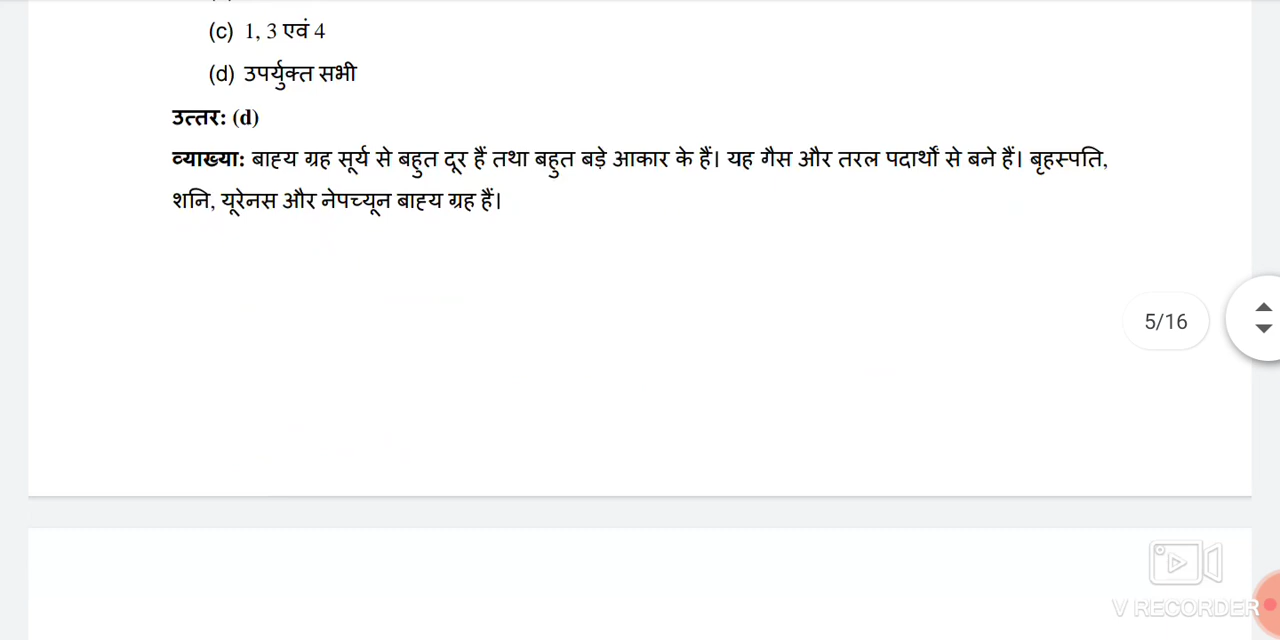 (c) 1, 3 एवं 4
(d) उपर्युक्त सभी
उत्तर: (d)
व्याख्या: बाह्य ग्रह सूर्य से बहुत दूर हैं तथा बहुत बड़े आकार के हैं। यह गैस और तरल पदार्थों से बने हैं। बृहस्पति,
शनि, यूरेनस और नेपच्यून बाह्य ग्रह हैं।
5/16
V RECORDER